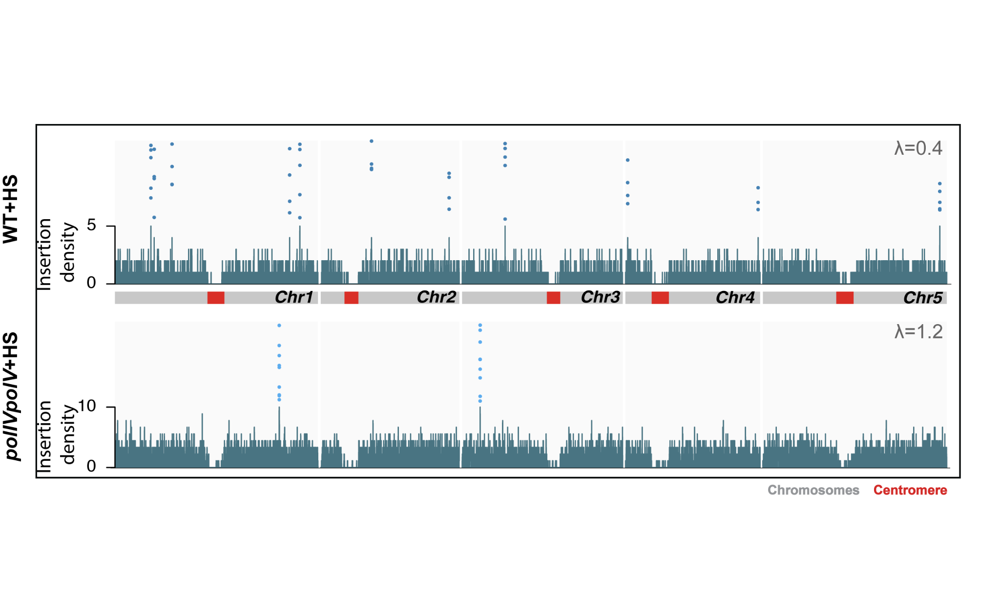 WT+HS
Insertion
density
5
0
λ=0.4
Chr1
Chr2
Chr3
Chr4
Chr5
polIVpolV+HS
Insertion
density
10
0
λ=1.2
Chromosomes
Centromere